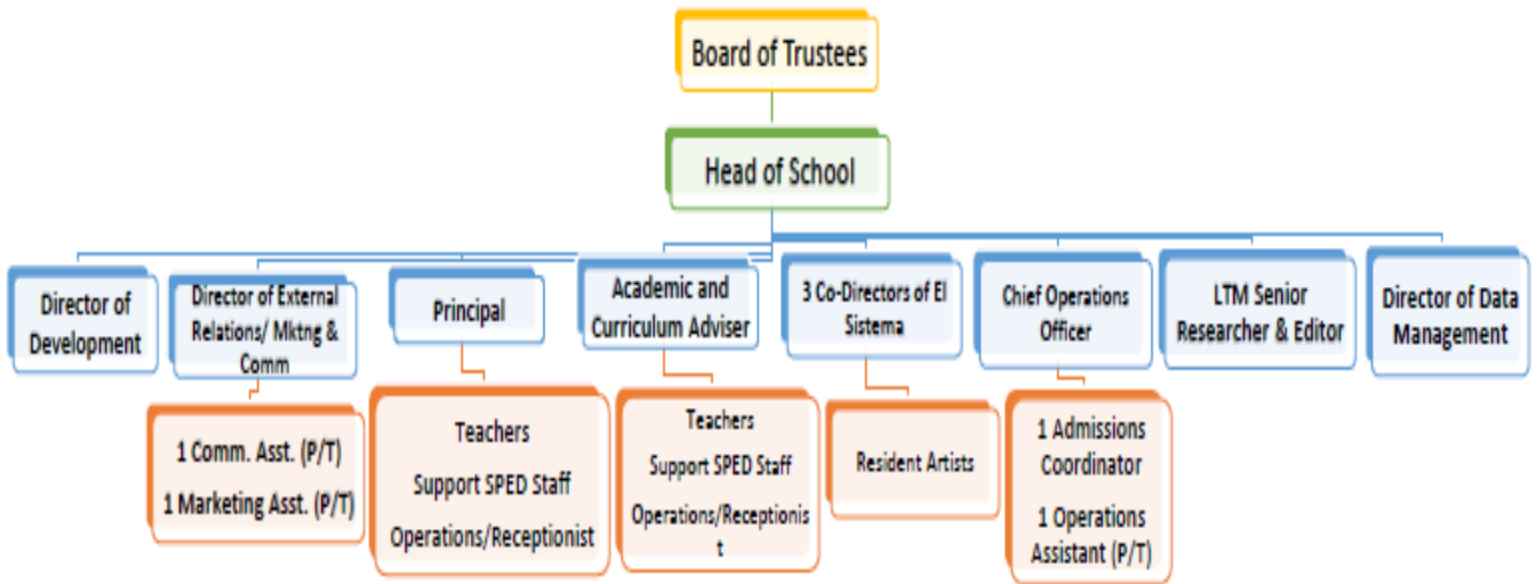 Board of Trustees
Head of School
Director of
Development
Director of External
Relations/ Mktng &
Comm
Principal
Academic and
Curriculum Adviser
3 Co-Directors of El
Sistema
Chief Operations
Officer
LTM Senior
Researcher & Editor
Director of Data
Management
1 Comm. Asst. (P/T)
1 Marketing Asst. (P/T)
Teachers
Support SPED Staff
Operations/Receptionist
Teachers
Support SPED Staff
Operations/Receptionis
t
Resident Artists
1 Admissions
Coordinator
1 Operations
Assistant (P/T)